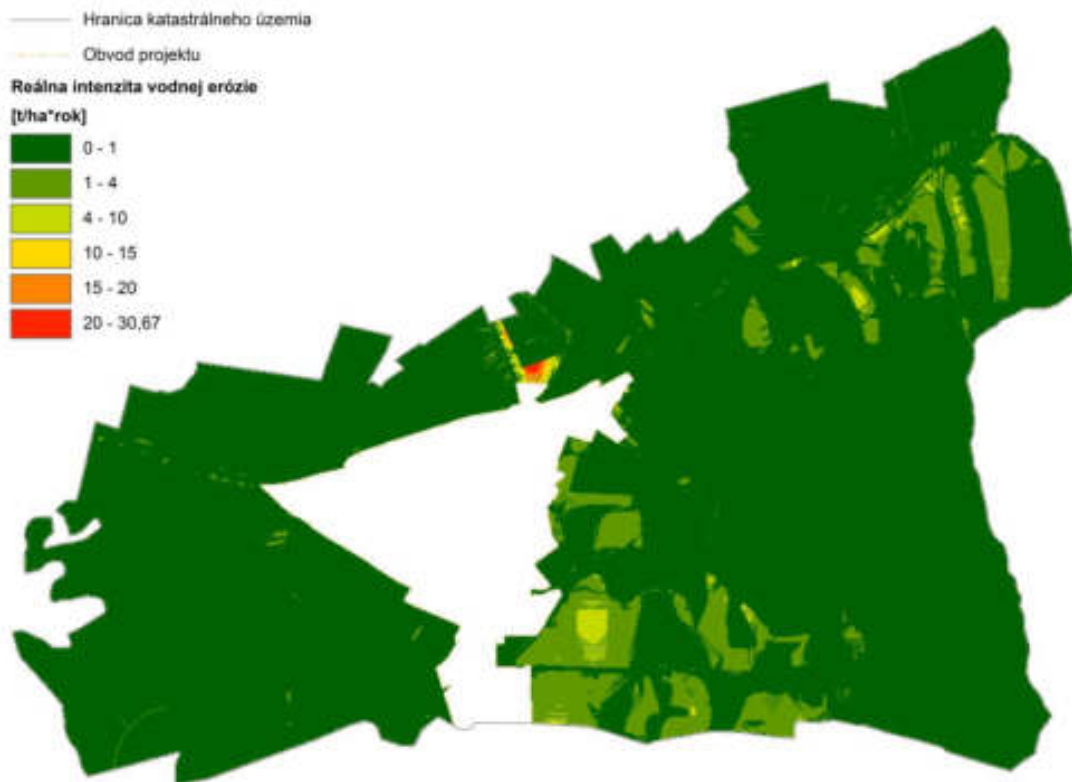 Hranica katastrálneho územia
Obvod projektu
Reálna intenzita vodnej erózie
[t/ha*rok]
0 - 1
1 - 4
4 - 10
10 - 15
15 - 20
20 - 30,67